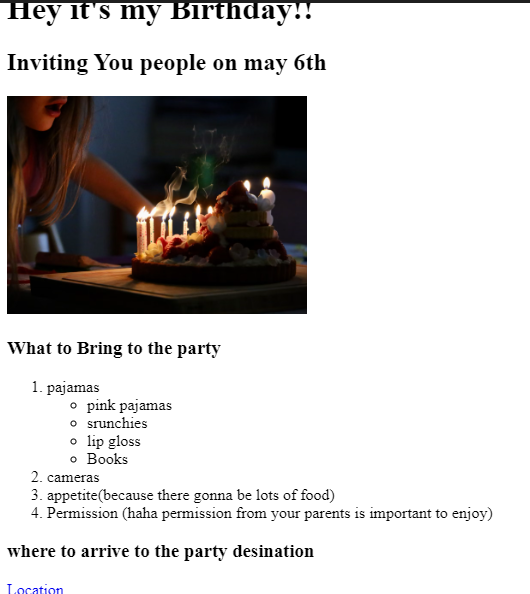 Hey it's my Birthday!!
Inviting You people on may 6th
What to Bring to the party
1. pajamas
pink pajamas
srunchies
lip gloss
Books
2. cameras
3. appetite(because there gonna be lots of food)
4. Permission (haha permission from your parents is important to enjoy)
where to arrive to the party desination
Location